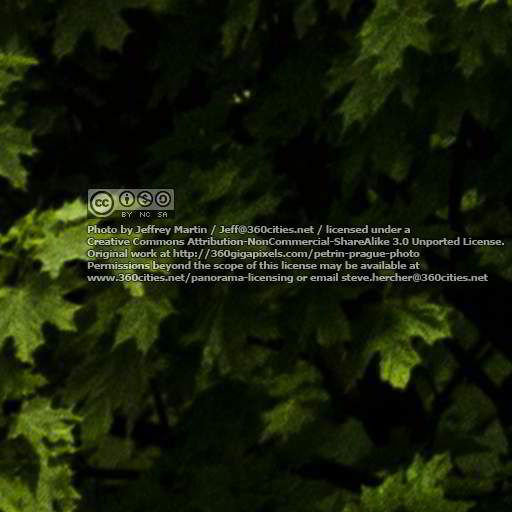 cc
BY NC SA
Photo by Jeffrey Martin / Jeff@360cities.net / licensed under a
Creative Commons Attribution-NonCommercial-ShareAlike 3.0 Unported License.
Original work at http://360gigapixels.com/petrin-prague-photo
Permissions beyond the scope of this license may be available at
www.360cities.net/panorama-licensing or email steve.hercher@360cities.net